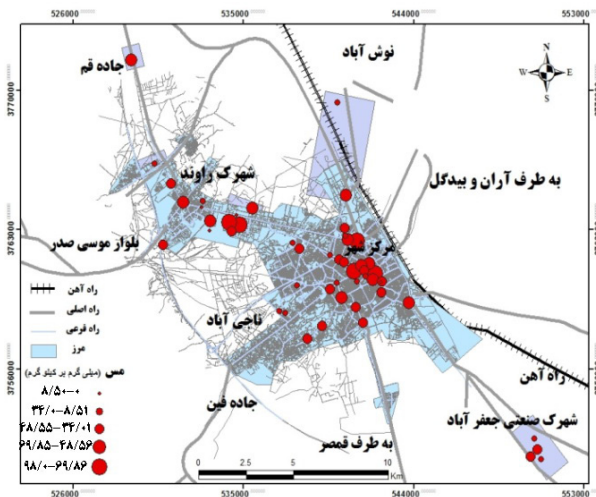 526000 535000 544000 553000
3770000
3763000
3756000
نوش آباد
N
W E
S
جاده قم
شهرک راوند
به طرف آران و بیدگل
بلوار موسی صدر
مرکز شهر
ناجی آباد
راه آهن
جاده فین
به طرف قمصر
شهرک صنعتی جعفر آباد
راه آهن
راه اصلی
راه فرعی
مرز
مس (میلی گرم بر کیلو گرم)
۸/۵۰-۰
۳۴/۰-۸/۵۱
۴۸/۵۵-۳۴/۰۱
۶۹/۸۵-۴۸/۵۶
۹۸/۰-۶۹/۸۶
0 2.5 5 10
Km
526000 535000 544000 553000